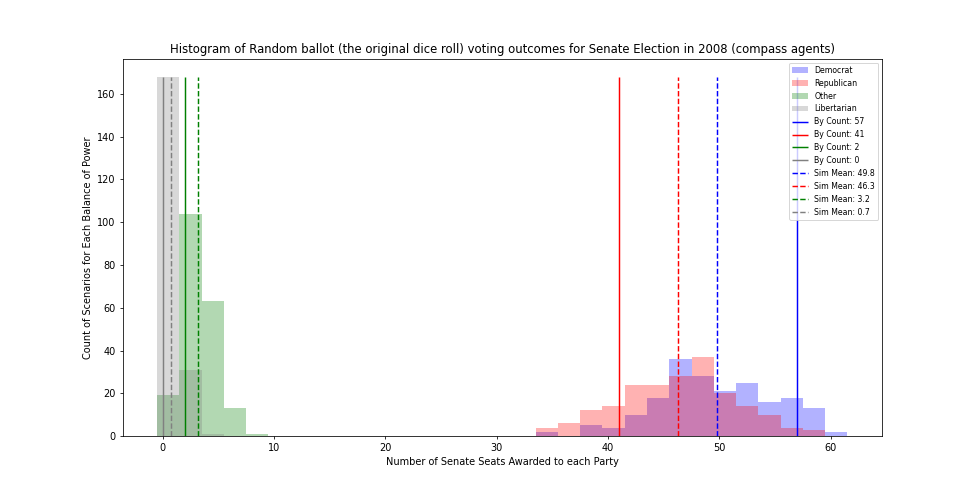 Histogram of Random ballot (the original dice roll) voting outcomes for Senate Election in 2008 (compass agents)
Democrat
Republican
Other
Libertarian
By Count: 57
By Count: 41
By Count: 2
By Count: 0
Sim Mean: 49.8
Sim Mean: 46.3
Sim Mean: 3.2
Sim Mean: 0.7
Count of Scenarios for Each Balance of Power
160
140
120
100
80
60
40
20
0
0 10 20 30 40 50 60
Number of Senate Seats Awarded to each Party